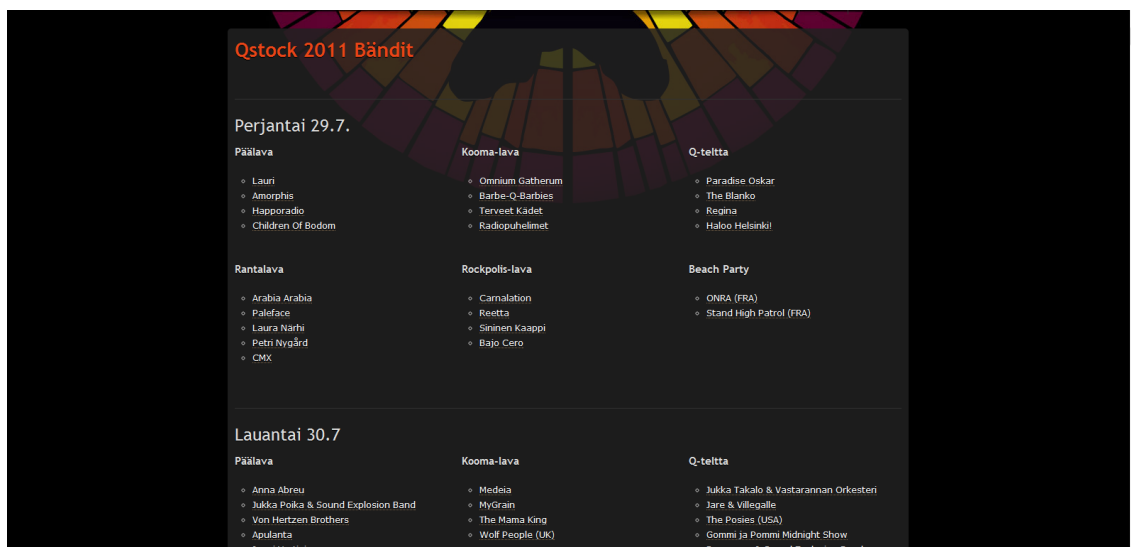 Qstock 2011 Bändit
Perjantai 29.7.
Päälava
Lauri
Amorphis
Happoradio
Children Of Bodom
Kooma-lava
Omnium Gatherum
Barbe-Q-Barbies
Terveet Kädet
Radiopuhelimet
Q-teltta
Paradise Oskar
The Blanko
Regina
Haloo Helsinki!
Rantalava
Arabia Arabia
Paleface
Laura Närhi
Petri Nygård
CMX
Rockpolis-lava
Carnalation
Reetta
Sininen Kaappi
Bajo Cero
Beach Party
ONRA (FRA)
Stand High Patrol (FRA)
Lauantai 30.7
Päälava
Anna Abreu
Jukka Poika & Sound Explosion Band
Von Hertzen Brothers
Apulanta
Kooma-lava
Medeia
MyGrain
The Mama King
Wolf People (UK)
Q-teltta
Jukka Takalo & Vastarannan Orkesteri
Jare & Villegalle
The Posies (USA)
Gommi ja Pommi Midnight Show